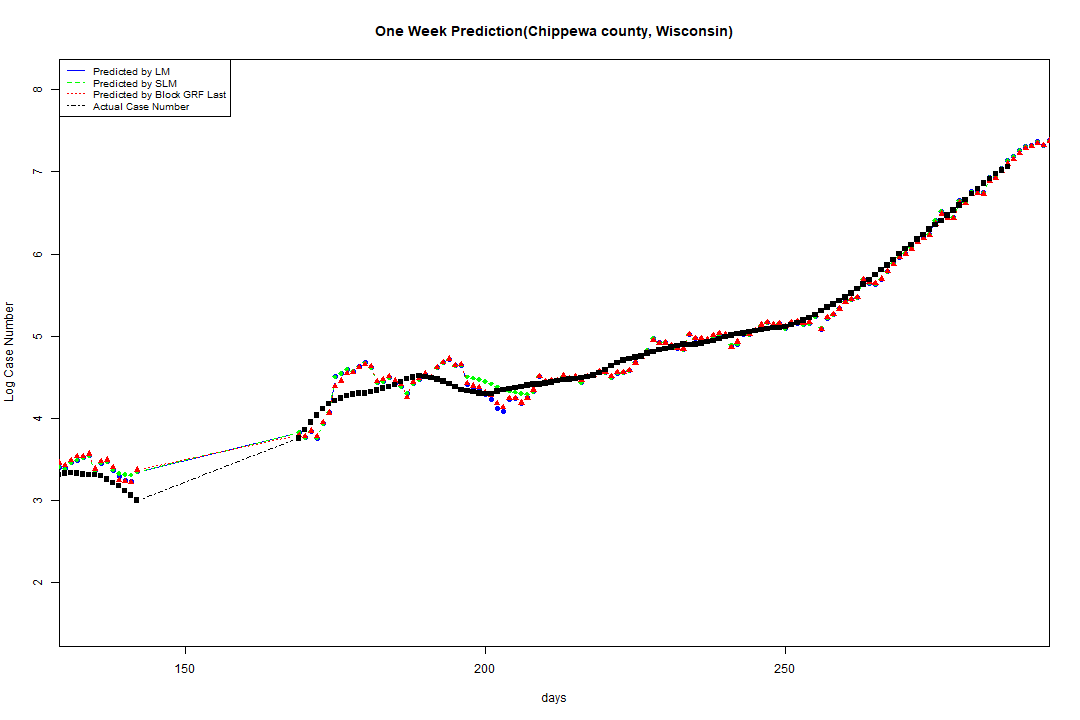 One Week Prediction(Chippewa county, Wisconsin)
Predicted by LM
Predicted by SLM
Predicted by Block GRF Last
Actual Case Number
Log Case Number
8
7
6
5
4
3
2
150 200 250
days